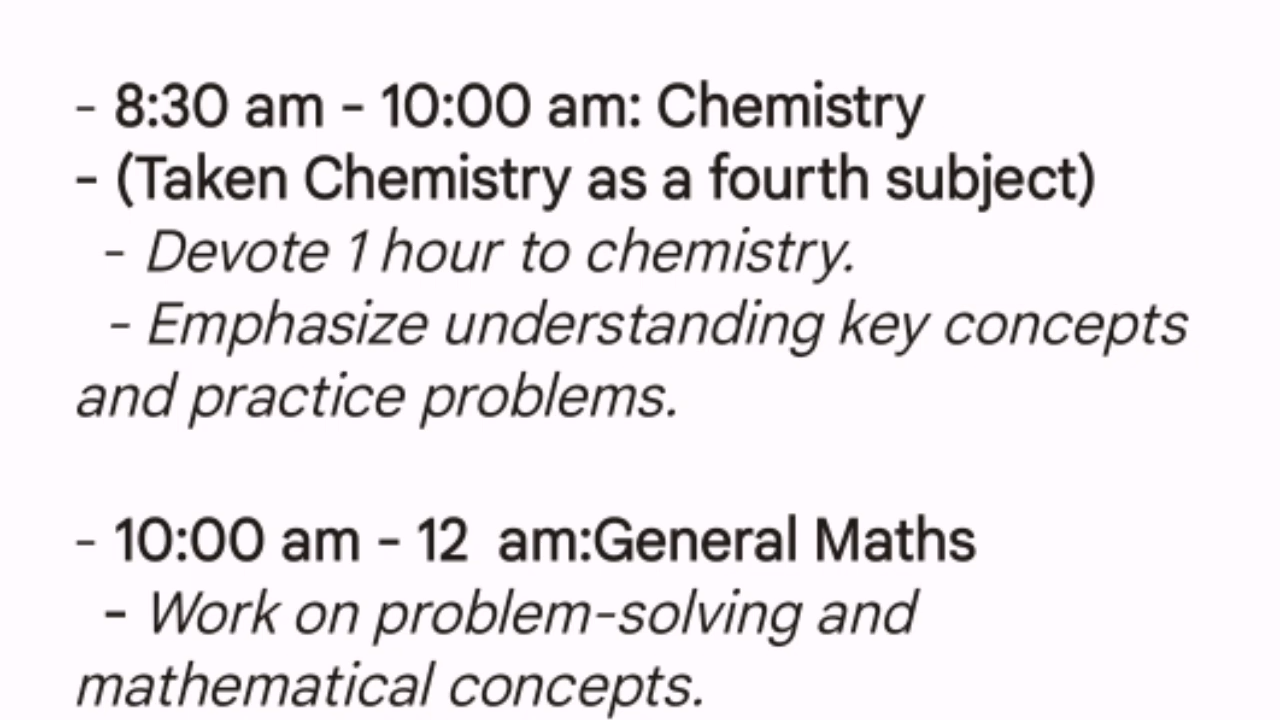 - 8:30 am - 10:00 am: Chemistry
- (Taken Chemistry as a fourth subject)
- Devote 1 hour to chemistry.
- Emphasize understanding key concepts
and practice problems.
- 10:00 am - 12  am:General Maths
- Work on problem-solving and
mathematical concepts.